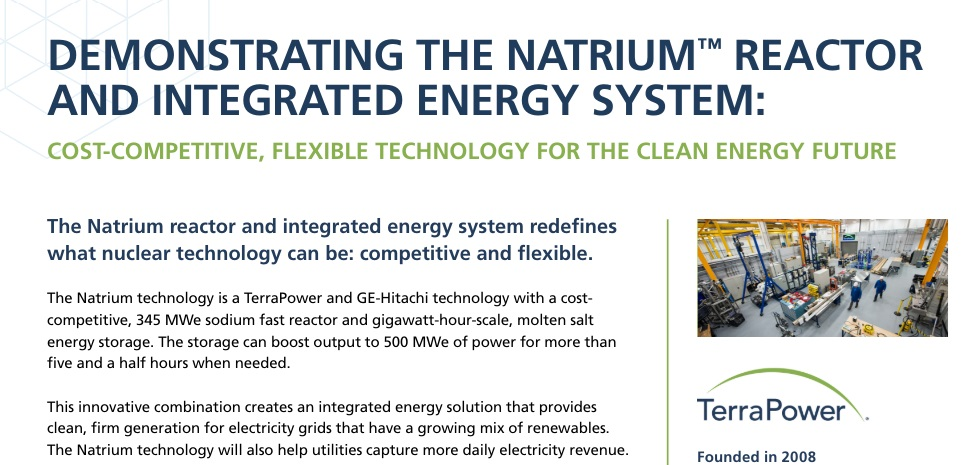 DEMONSTRATING THE NATRIUM™ REACTOR
AND INTEGRATED ENERGY SYSTEM:
COST-COMPETITIVE, FLEXIBLE TECHNOLOGY FOR THE CLEAN ENERGY FUTURE
The Natrium reactor and integrated energy system redefines
what nuclear technology can be: competitive and flexible.
The Natrium technology is a TerraPower and GE-Hitachi technology with a cost-
competitive, 345 MWe sodium fast reactor and gigawatt-hour-scale, molten salt
energy storage. The storage can boost output to 500 MWe of power for more than
five and a half hours when needed.
This innovative combination creates an integrated energy solution that provides
clean, firm generation for electricity grids that have a growing mix of renewables.
The Natrium technology will also help utilities capture more daily electricity revenue.
TerraPower
Founded in 2008